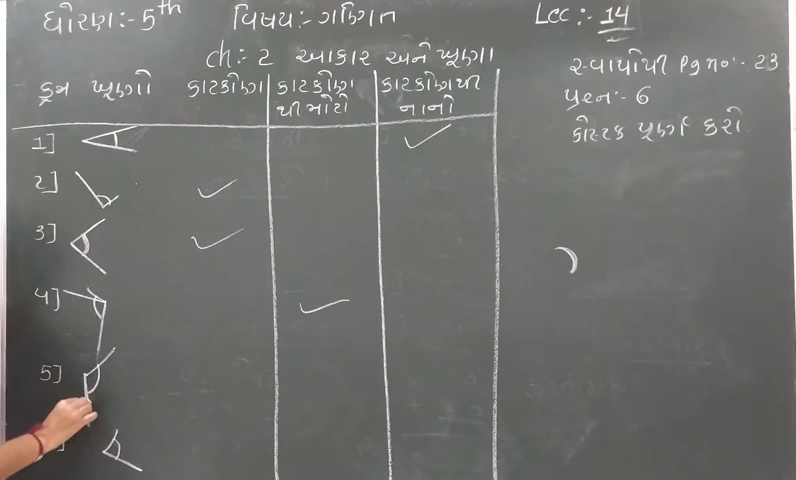 ધોરણ:- 5th વિષય:- ગણિત Lec:- 14
ch:- 2 આકાર અને ખૂણા
ક્રમ ખૂણો કાટકોણ કાટકોણ થી મોટો કાટકોણથી નાનો
સ્વાધ્યાયપોથી Pg no:- 23
પ્રશ્ન:- 6
કોષ્ટક પૂર્ણ કરો
1]
2]
3]
4]
5]